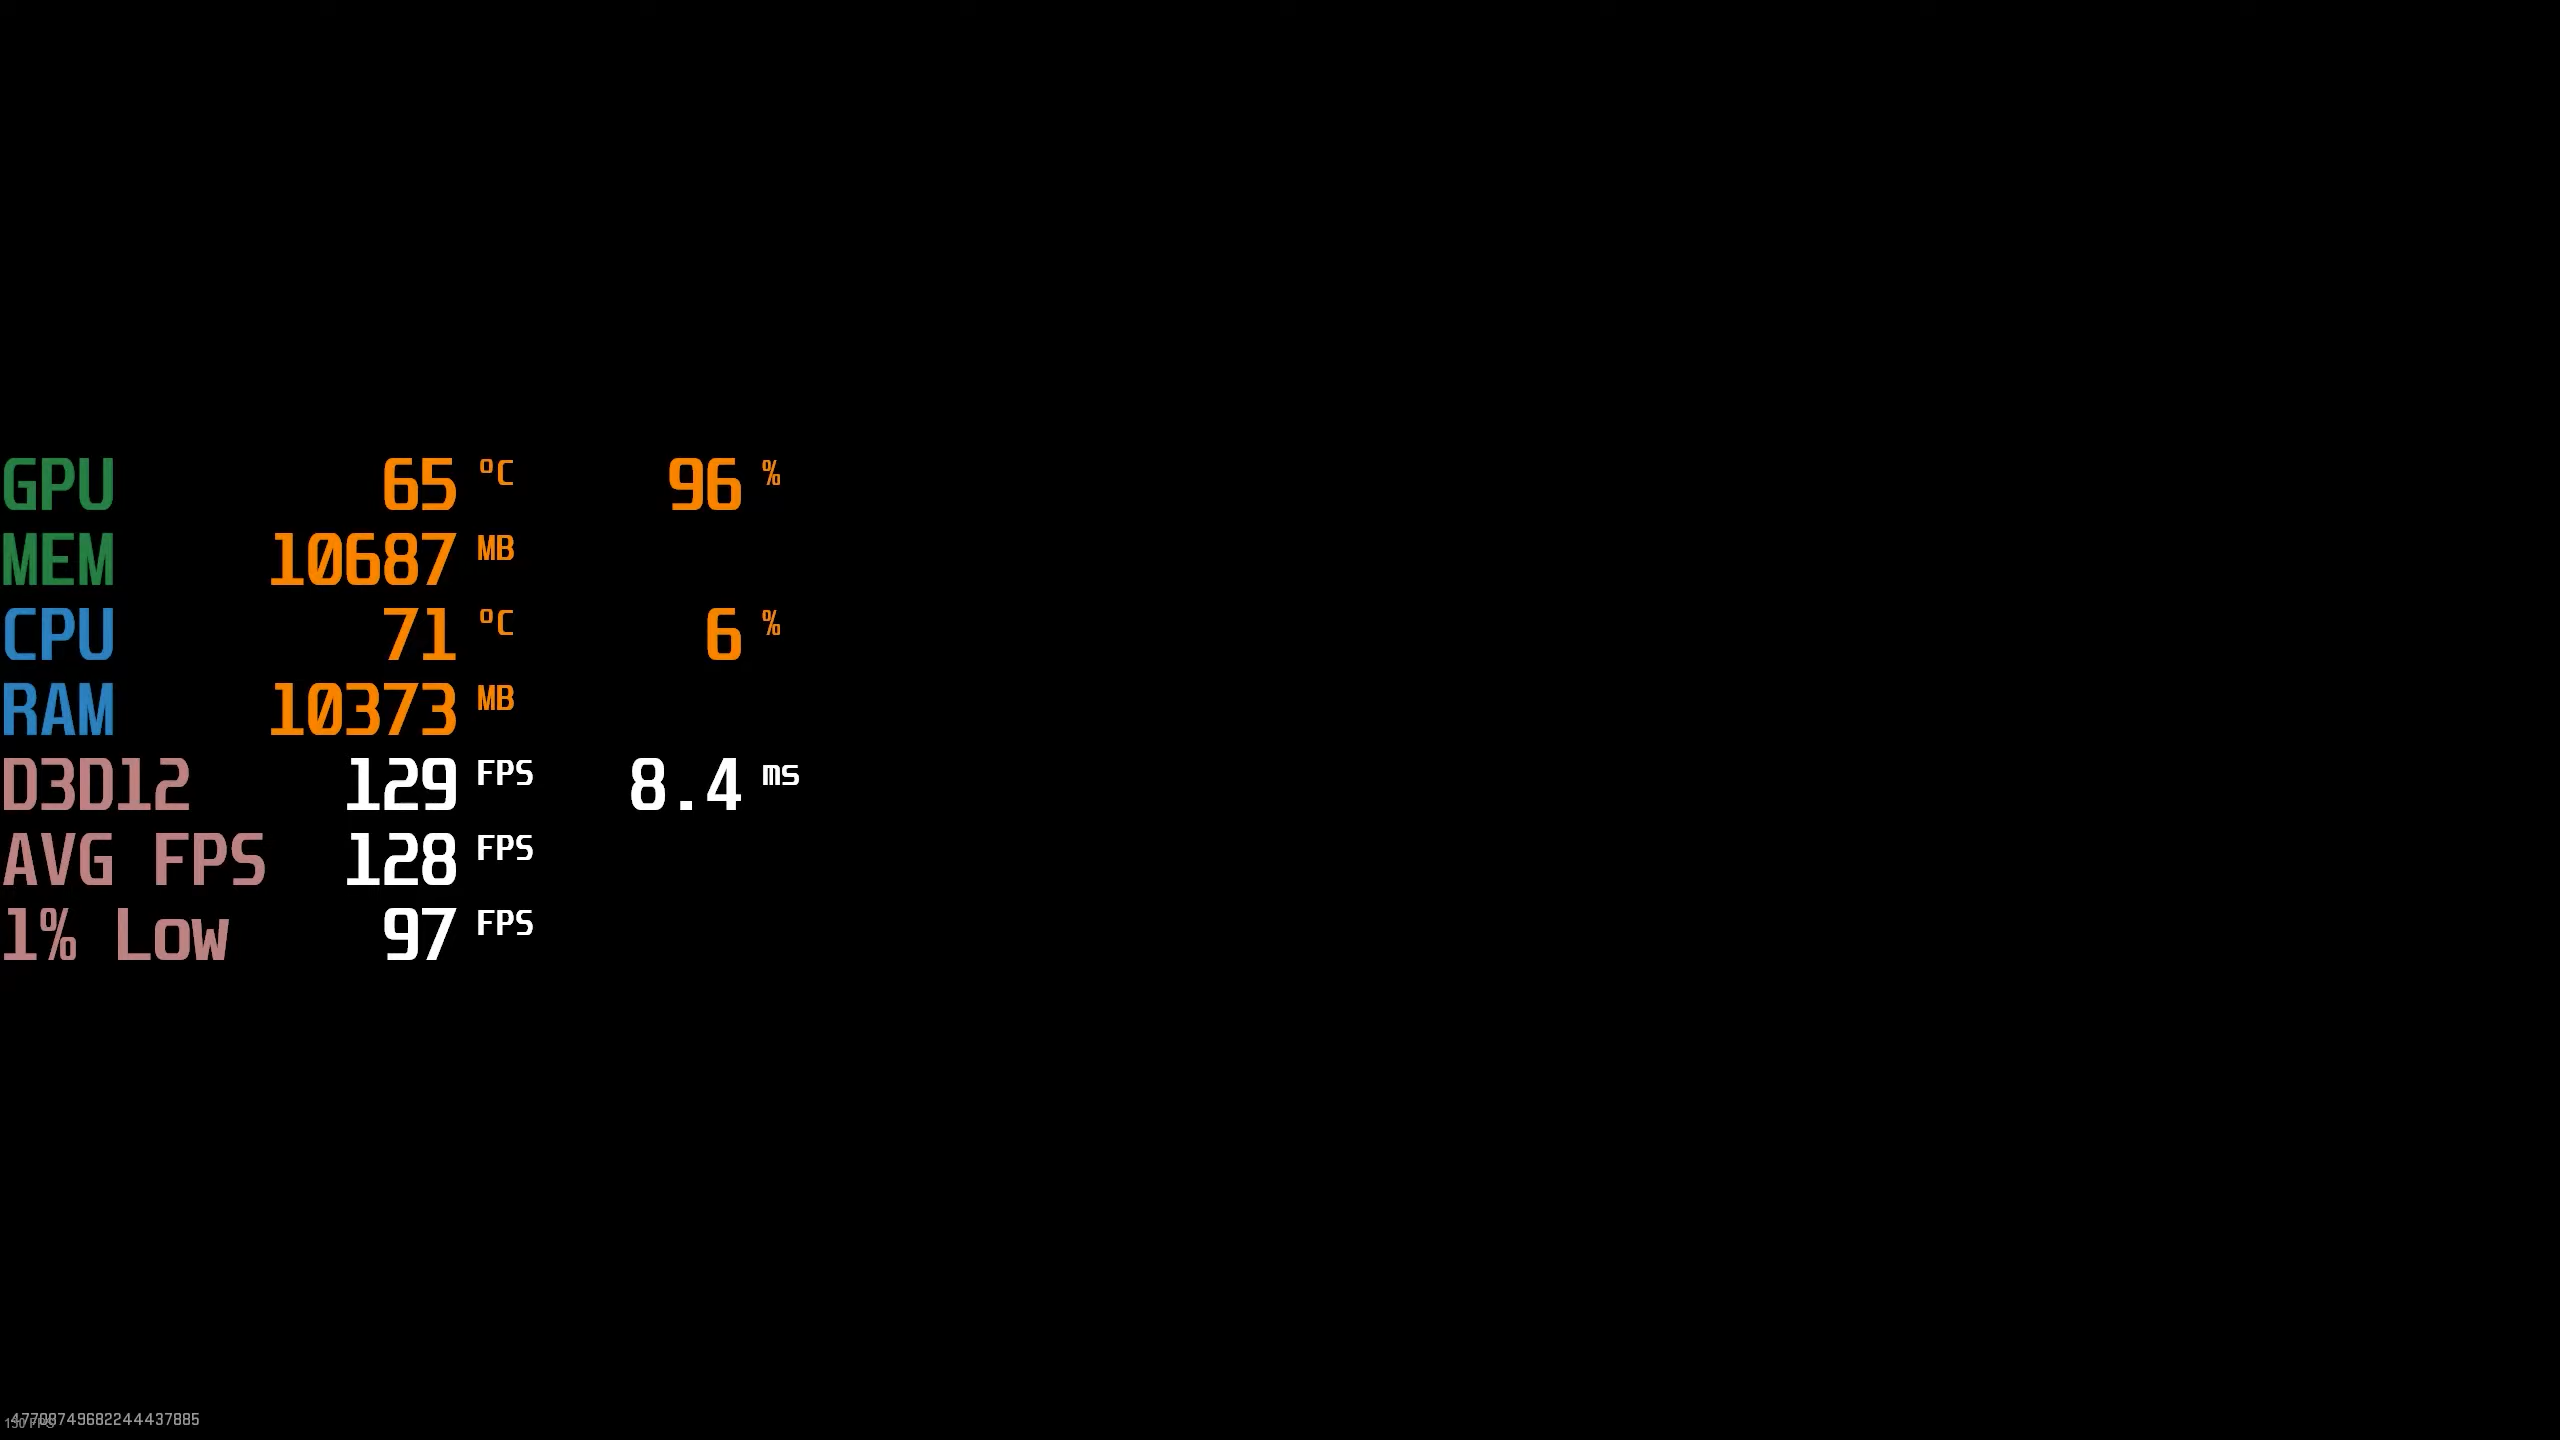 GPU 65 °C 96 %
MEM 10687 MB
CPU 71 °C 6 %
RAM 10373 MB
D3D12 129 FPS 8.4 ms
AVG FPS 128 FPS
1% Low 97 FPS